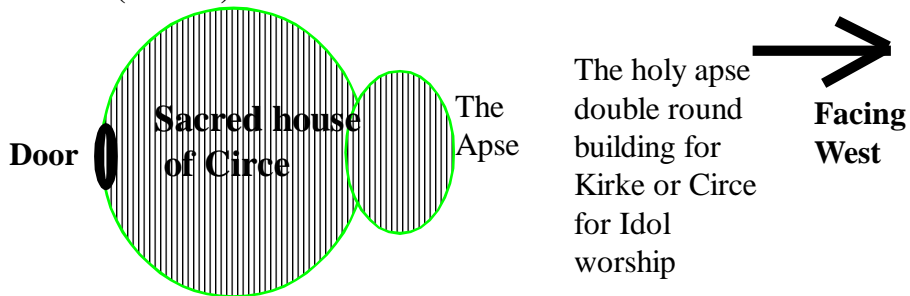 Door
Sacred house
of Circe
The
Apse
The holy apse
double round
building for
Kirke or Circe
for Idol
worship
Facing
West